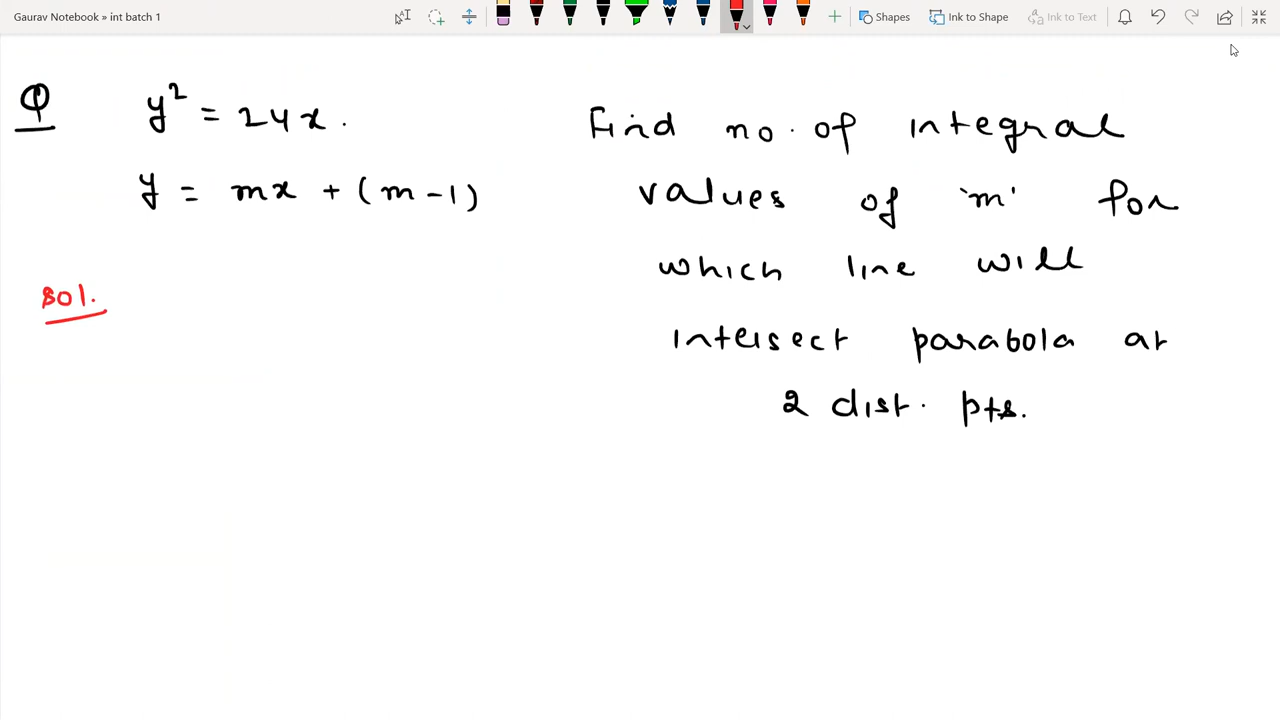 Gaurav Notebook » int batch 1
Shapes
Ink to Shape
Ink to Text
Q y² = 24x.
y = mx + (m - 1)
Find no. of integral
values of 'm' for
which line will
intersect parabola at
2 dist. pts.
Sol.